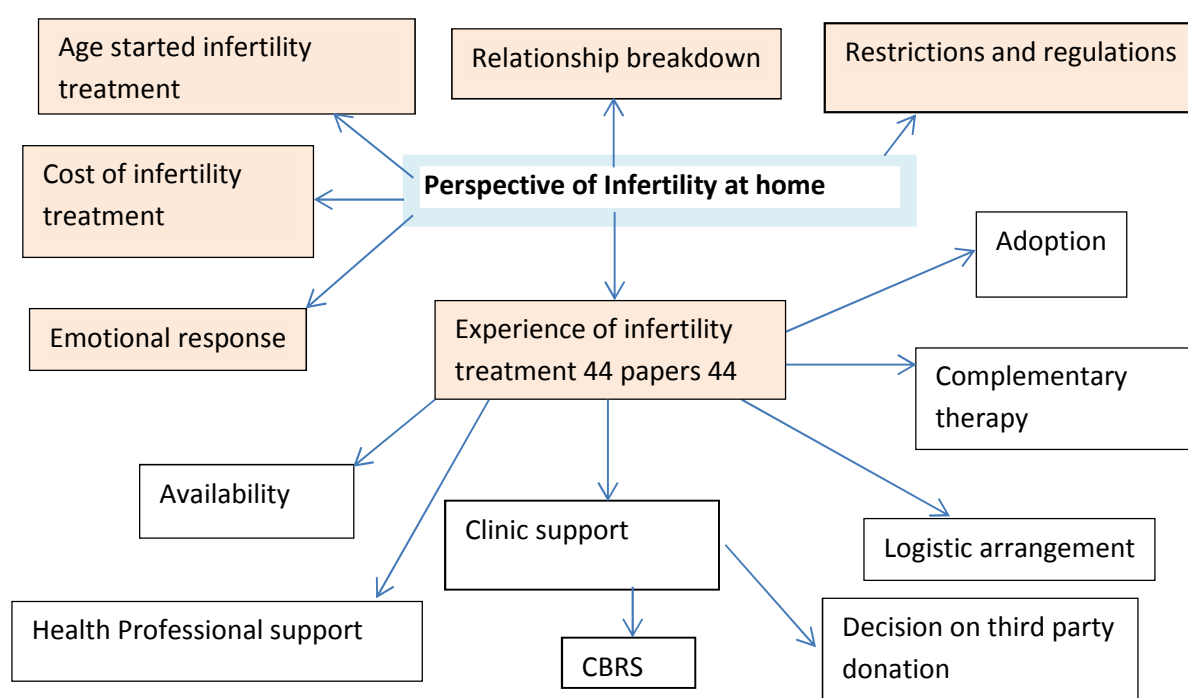 Age started infertility
treatment
Relationship breakdown
Restrictions and regulations
Cost of infertility
treatment
Perspective of Infertility at home
Adoption
Emotional response
Experience of infertility
treatment 44 papers 44
Complementary
therapy
Availability
Clinic support
Logistic arrangement
Health Professional support
CBRS
Decision on third party
donation